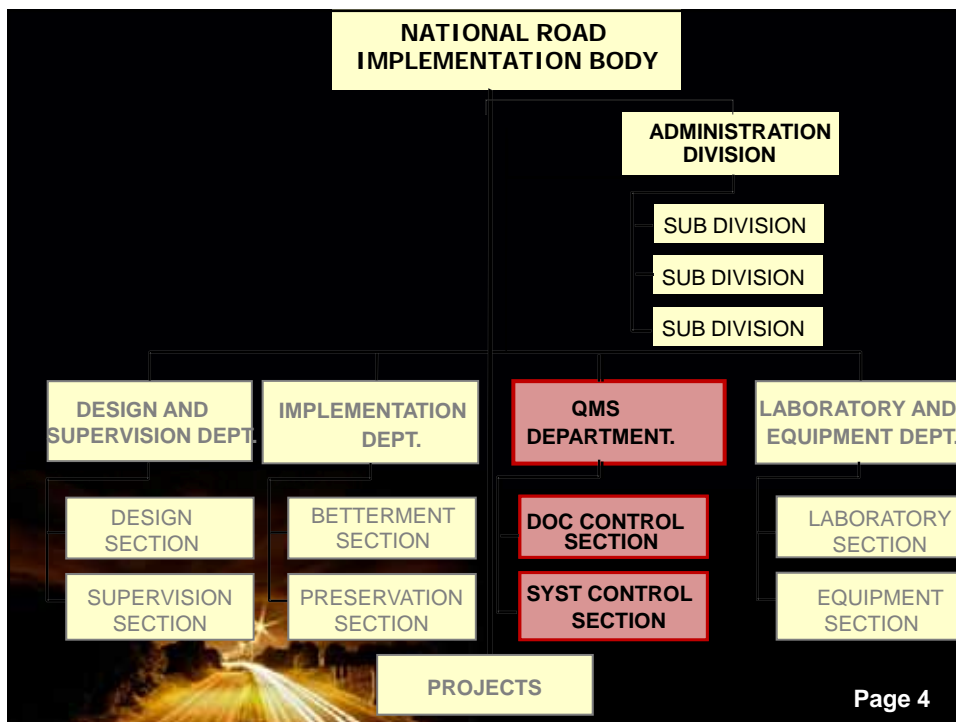 NATIONAL ROAD
IMPLEMENTATION BODY
ADMINISTRATION
DIVISION
SUB DIVISION
SUB DIVISION
SUB DIVISION
DESIGN AND
SUPERVISION DEPT.
IMPLEMENTATION
DEPT.
QMS
DEPARTMENT.
LABORATORY AND
EQUIPMENT DEPT.
DESIGN
SECTION
BETTERMENT
SECTION
DOC CONTROL
SECTION
LABORATORY
SECTION
SUPERVISION
SECTION
PRESERVATION
SECTION
SYST CONTROL
SECTION
EQUIPMENT
SECTION
PROJECTS
Page 4